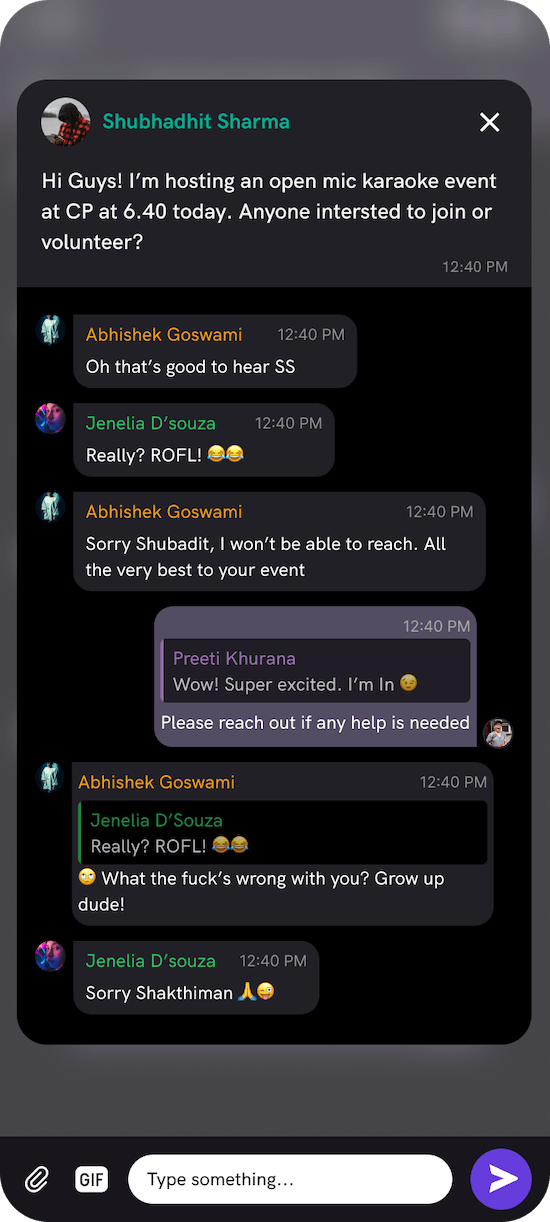 Shubhadhit Sharma
Hi Guys! I’m hosting an open mic karaoke event
at CP at 6.40 today. Anyone intersted to join or
volunteer?
12:40 PM
Abhishek Goswami 12:40 PM
Oh that’s good to hear SS
Jenelia D’souza 12:40 PM
Really? ROFL! 😂😂
Abhishek Goswami 12:40 PM
Sorry Shubadit, I won’t be able to reach. All
the very best to your event
12:40 PM
Preeti Khurana
Wow! Super excited. I’m In 😉
Please reach out if any help is needed
Abhishek Goswami 12:40 PM
Jenelia D’Souza
Really? ROFL! 😂😂
🙄 What the fuck’s wrong with you? Grow up
dude!
Jenelia D’souza 12:40 PM
Sorry Shakthiman 🙏😜
GIF
Type something...